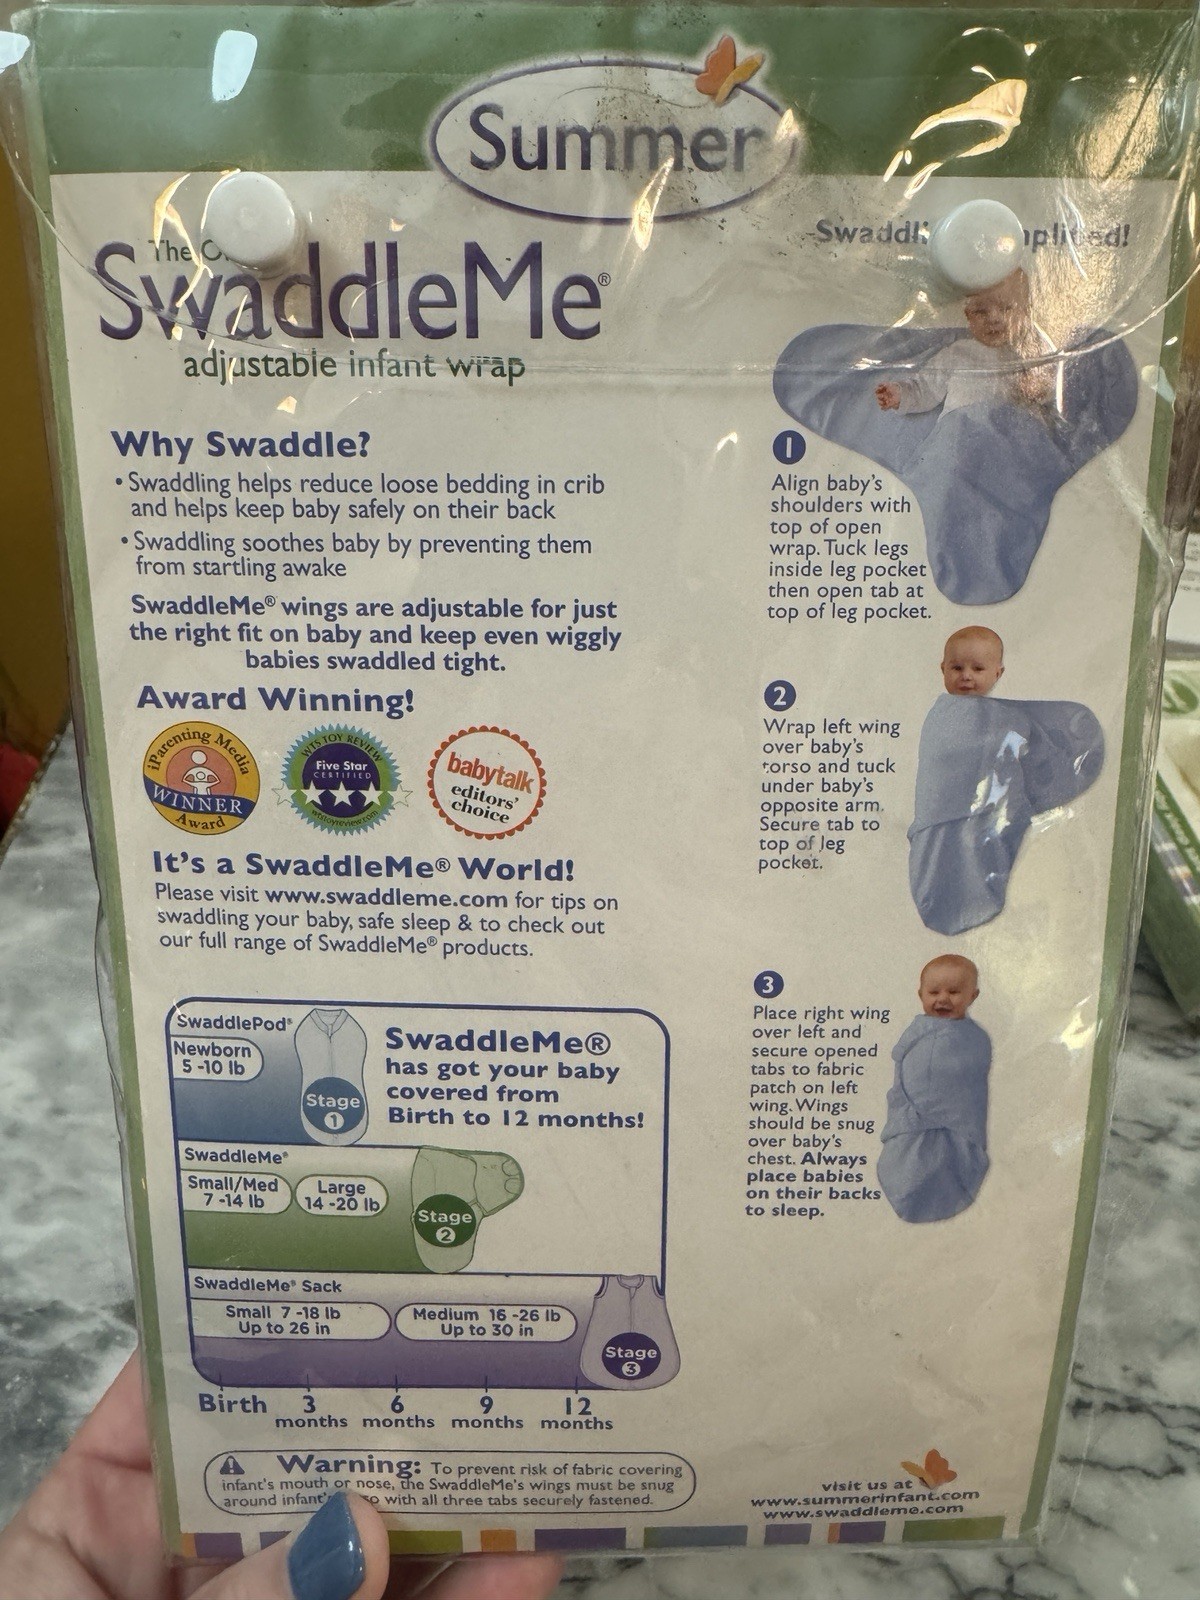 Summer
The
SwaddleMe®
adjustable infant wrap
Why Swaddle?
• Swaddling helps reduce loose bedding in crib
and helps keep baby safely on their back
• Swaddling soothes baby by preventing them
from startling awake
SwaddleMe® wings are adjustable for just
the right fit on baby and keep even wiggly
babies swaddled tight.
Award Winning!
iParenting Media
WINNER
Award
WTS TOY REVIEW
Five Star
CERTIFIED
wtstoyreview.com
babytalk
editors'
choice
It's a SwaddleMe® World!
Please visit www.swaddleme.com for tips on
swaddling your baby, safe sleep & to check out
our full range of SwaddleMe® products.
SwaddlePod®
Newborn
5 -10 lb
Stage
1
SwaddleMe®
has got your baby
covered from
Birth to 12 months!
SwaddleMe®
Small/Med
7 -14 lb
Large
14 -20 lb
Stage
2
SwaddleMe® Sack
Small 7 -18 lb
Up to 26 in
Medium 16 -26 lb
Up to 30 in
Stage
3
Birth 3 6 9 12
months months months months
Warning: To prevent risk of fabric covering
infant's mouth or nose, the SwaddleMe's wings must be snug
around infant's with all three tabs securely fastened.
1
Align baby's
shoulders with
top of open
wrap. Tuck legs
inside leg pocket
then open tab at
top of leg pocket.
2
Wrap left wing
over baby's
torso and tuck
under baby's
opposite arm.
Secure tab to
top of leg
pocket.
3
Place right wing
over left and
secure opened
tabs to fabric
patch on left
wing. Wings
should be snug
over baby's
chest. Always
place babies
on their backs
to sleep.
visit us at
www.summerinfant.com
www.swaddleme.com